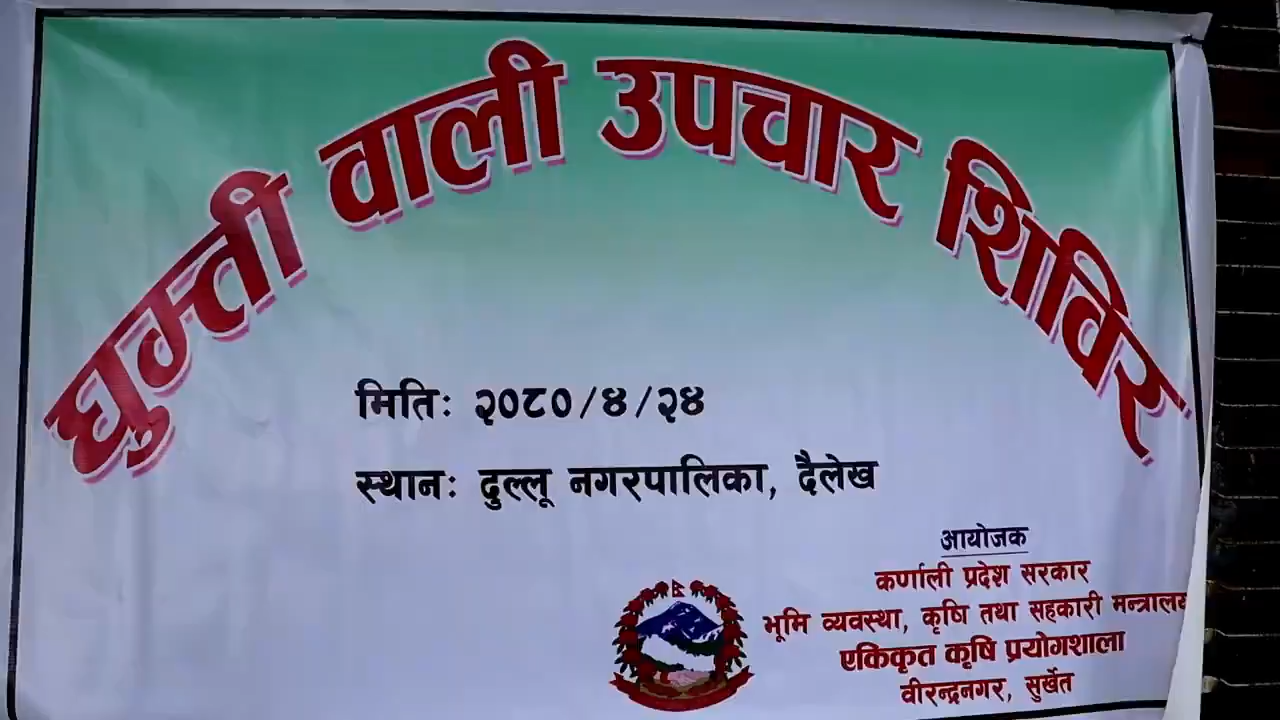 घुम्ती वाली उपचार शिविर
मितिः २०८०/४/२४
स्थानः दुल्लू नगरपालिका, दैलेख
आयोजक
कर्णाली प्रदेश सरकार
भूमि व्यवस्था, कृषि तथा सहकारी मन्त्रालय
एकिकृत कृषि प्रयोगशाला
वीरन्द्रनगर, सुर्खेत